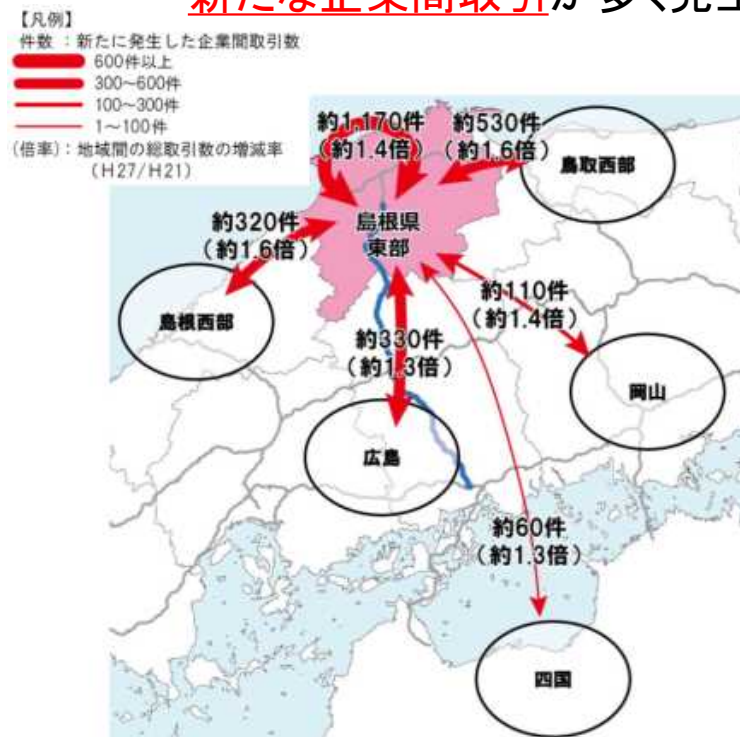 新たな企業間取引が多く発生
【凡例】
件数 : 新たに発生した企業間取引数
600件以上
300～600件
100～300件
1～100件
(倍率) : 地域間の総取引数の増減率
(H27/H21)
約1,170件
(約1.4倍)
約530件
(約1.6倍)
鳥取西部
島根県
東部
約320件
(約1.6倍)
島根西部
約110件
(約1.4倍)
約330件
(約1.3倍)
岡山
広島
約60件
(約1.3倍)
四国